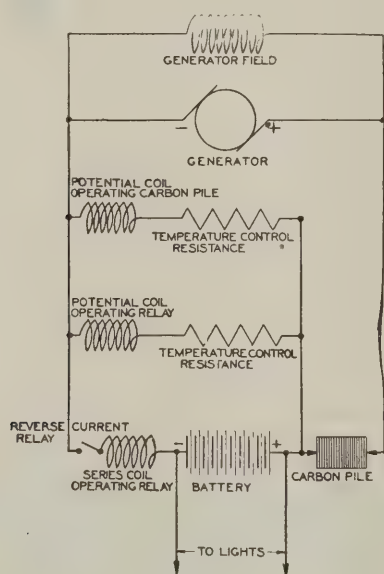 GENERATOR FIELD
- +
GENERATOR
POTENTIAL COIL
OPERATING CARBON PILE
TEMPERATURE CONTROL
RESISTANCE
POTENTIAL COIL
OPERATING RELAY
TEMPERATURE CONTROL
RESISTANCE
REVERSE CURRENT
RELAY
- +
SERIES COIL
OPERATING RELAY
BATTERY
CARBON PILE
TO LIGHTS